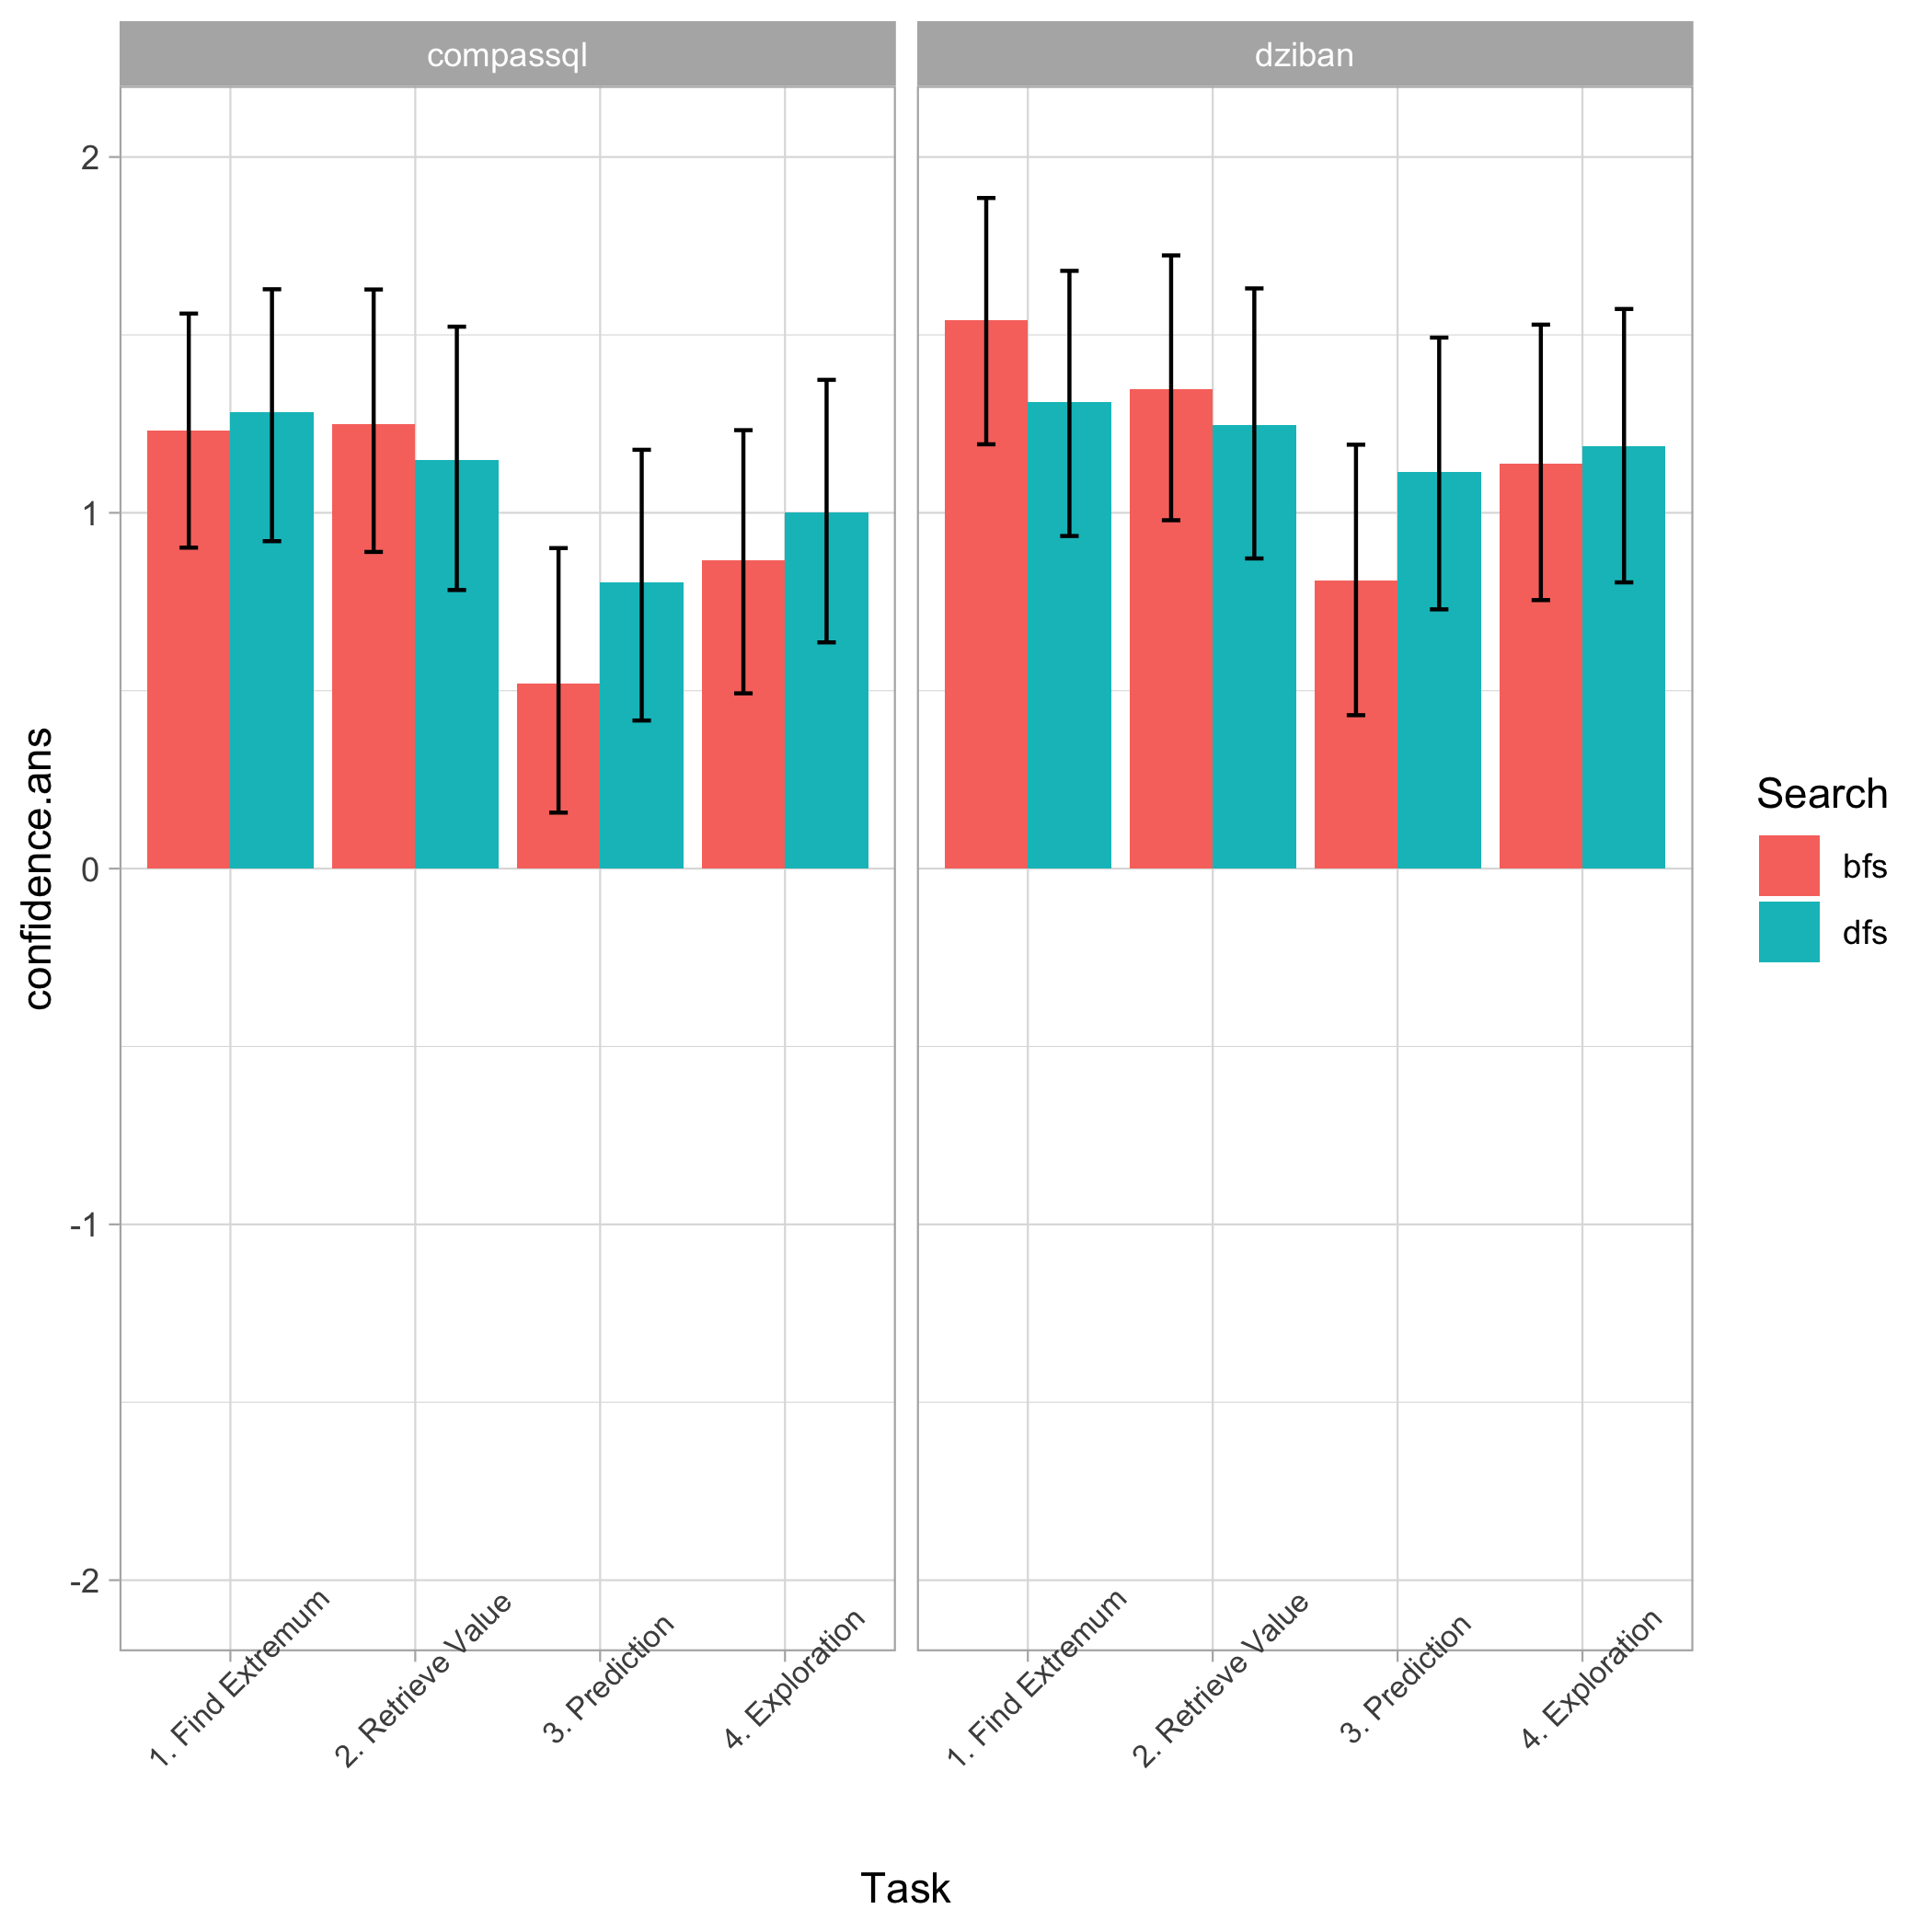 compassql
dziban
2
1
0
-1
-2
confidence.ans
1. Find Extremum
2. Retrieve Value
3. Prediction
4. Exploration
1. Find Extremum
2. Retrieve Value
3. Prediction
4. Exploration
Task
Search
bfs
dfs